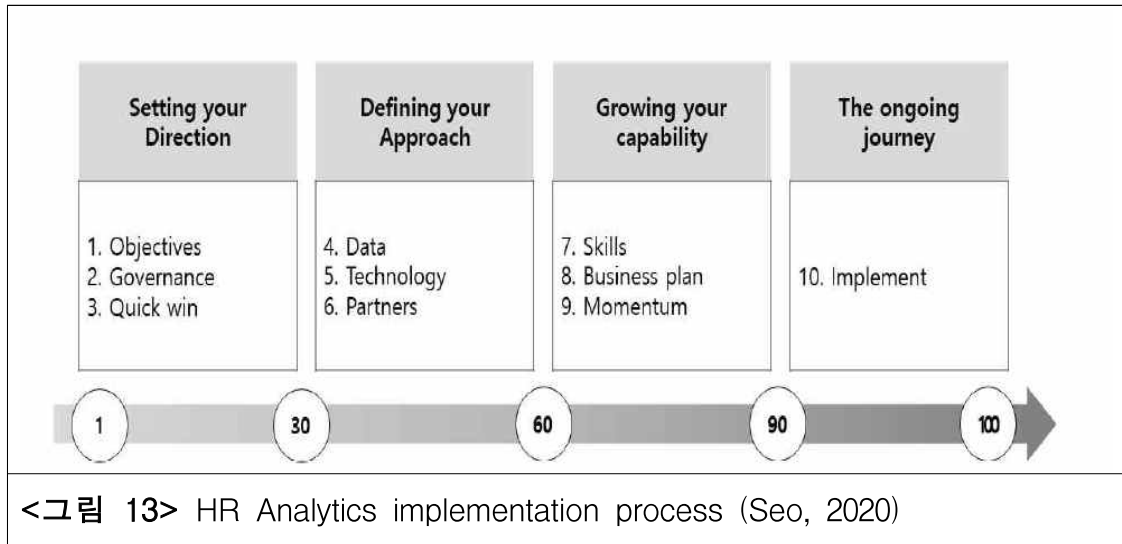 Setting your
Direction
Defining your
Approach
Growing your
capability
The ongoing
journey
1. Objectives
2. Governance
3. Quick win
4. Data
5. Technology
6. Partners
7. Skills
8. Business plan
9. Momentum
10. Implement
1
30
60
90
100
<그림 13> HR Analytics implementation process (Seo, 2020)